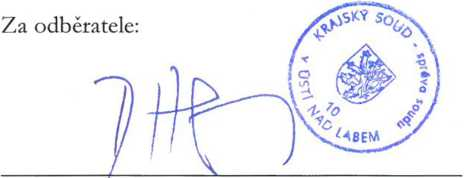 Za odběratele:
KRAJSKÝ SOUD - správa soudu
V ÚSTÍ NAD LABEM
10